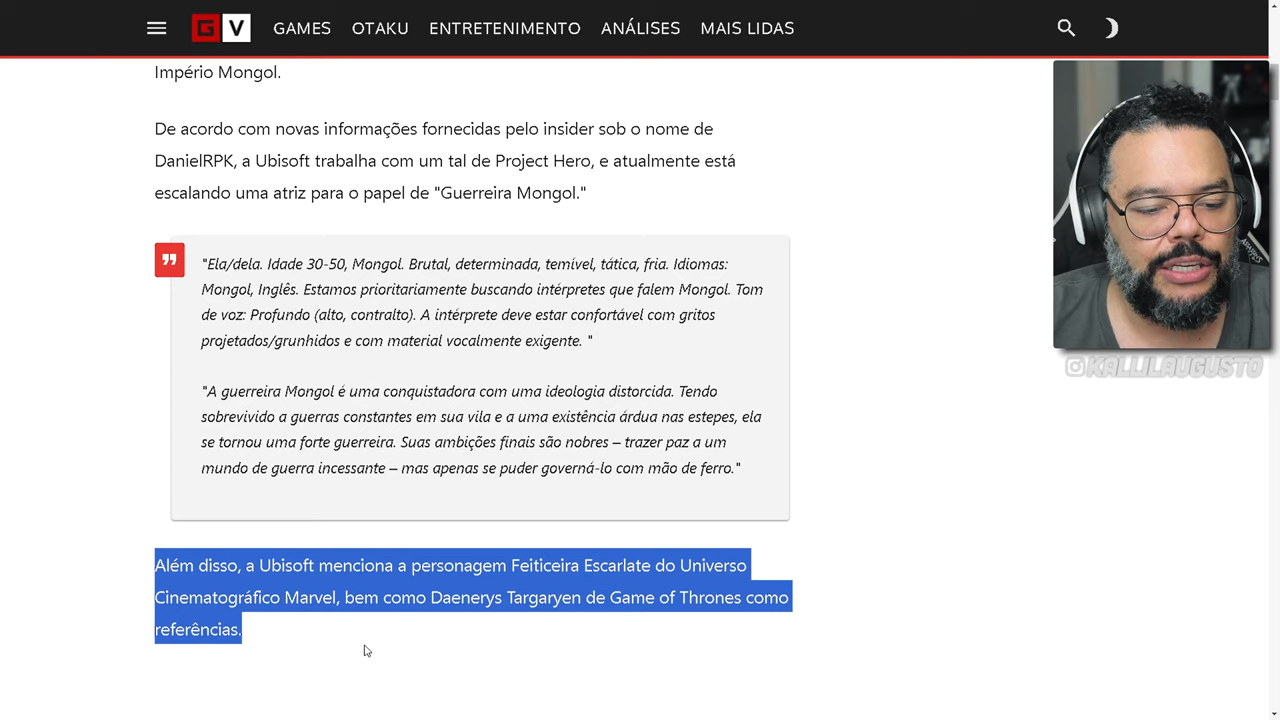 G V GAMES OTAKU ENTRETENIMENTO ANÁLISES MAIS LIDAS
Império Mongol.
De acordo com novas informações fornecidas pelo insider sob o nome de
DanielRPK, a Ubisoft trabalha com um tal de Project Hero, e atualmente está
escalando uma atriz para o papel de "Guerreira Mongol."
"Ela/dela. Idade 30-50, Mongol. Brutal, determinada, temível, tática, fria. Idiomas:
Mongol, Inglês. Estamos prioritariamente buscando intérpretes que falem Mongol. Tom
de voz: Profundo (alto, contralto). A intérprete deve estar confortável com gritos
projetados/grunhidos e com material vocalmente exigente. "
"A guerreira Mongol é uma conquistadora com uma ideologia distorcida. Tendo
sobrevivido a guerras constantes em sua vila e a uma existência árdua nas estepes, ela
se tornou uma forte guerreira. Suas ambições finais são nobres – trazer paz a um
mundo de guerra incessante – mas apenas se puder governá-lo com mão de ferro."
Além disso, a Ubisoft menciona a personagem Feiticeira Escarlate do Universo
Cinematográfico Marvel, bem como Daenerys Targaryen de Game of Thrones como
referências.
KALLILAUGUSTO